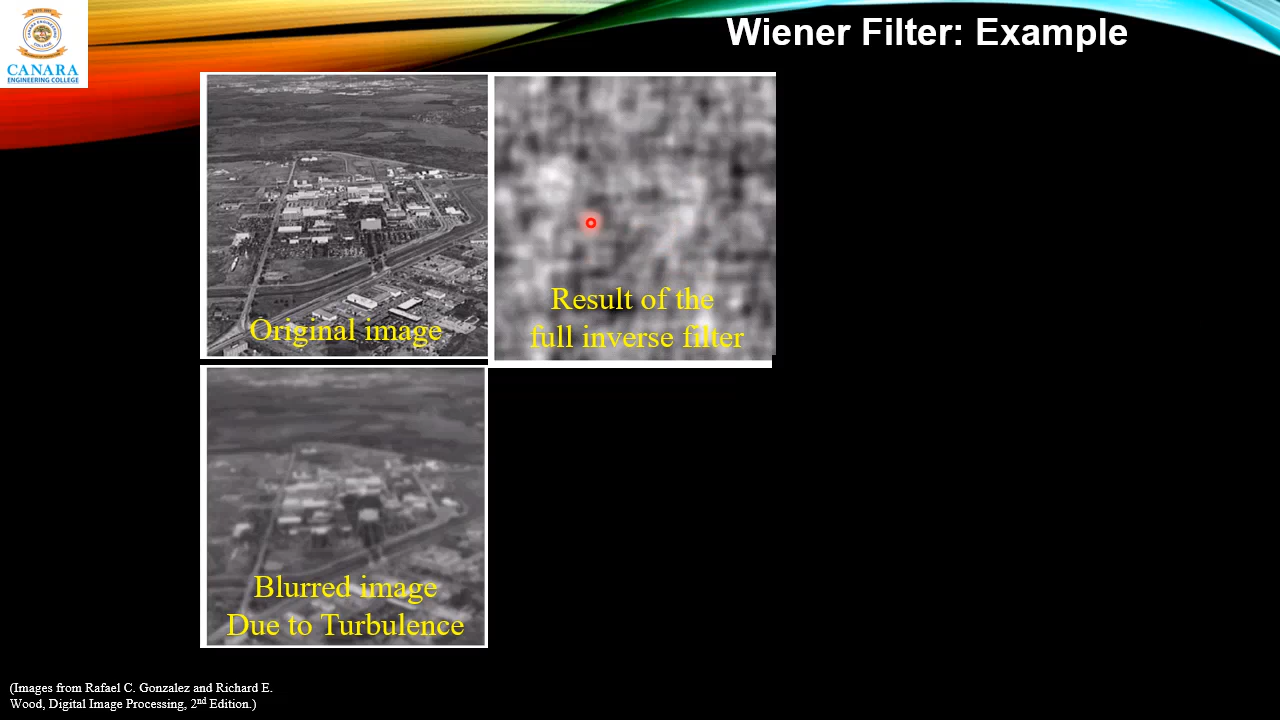 CANARA
ENGINEERING COLLEGE
Wiener Filter: Example
Original image
Result of the
full inverse filter
Blurred image
Due to Turbulence
(Images from Rafael C. Gonzalez and Richard E.
Wood, Digital Image Processing, 2nd Edition.)